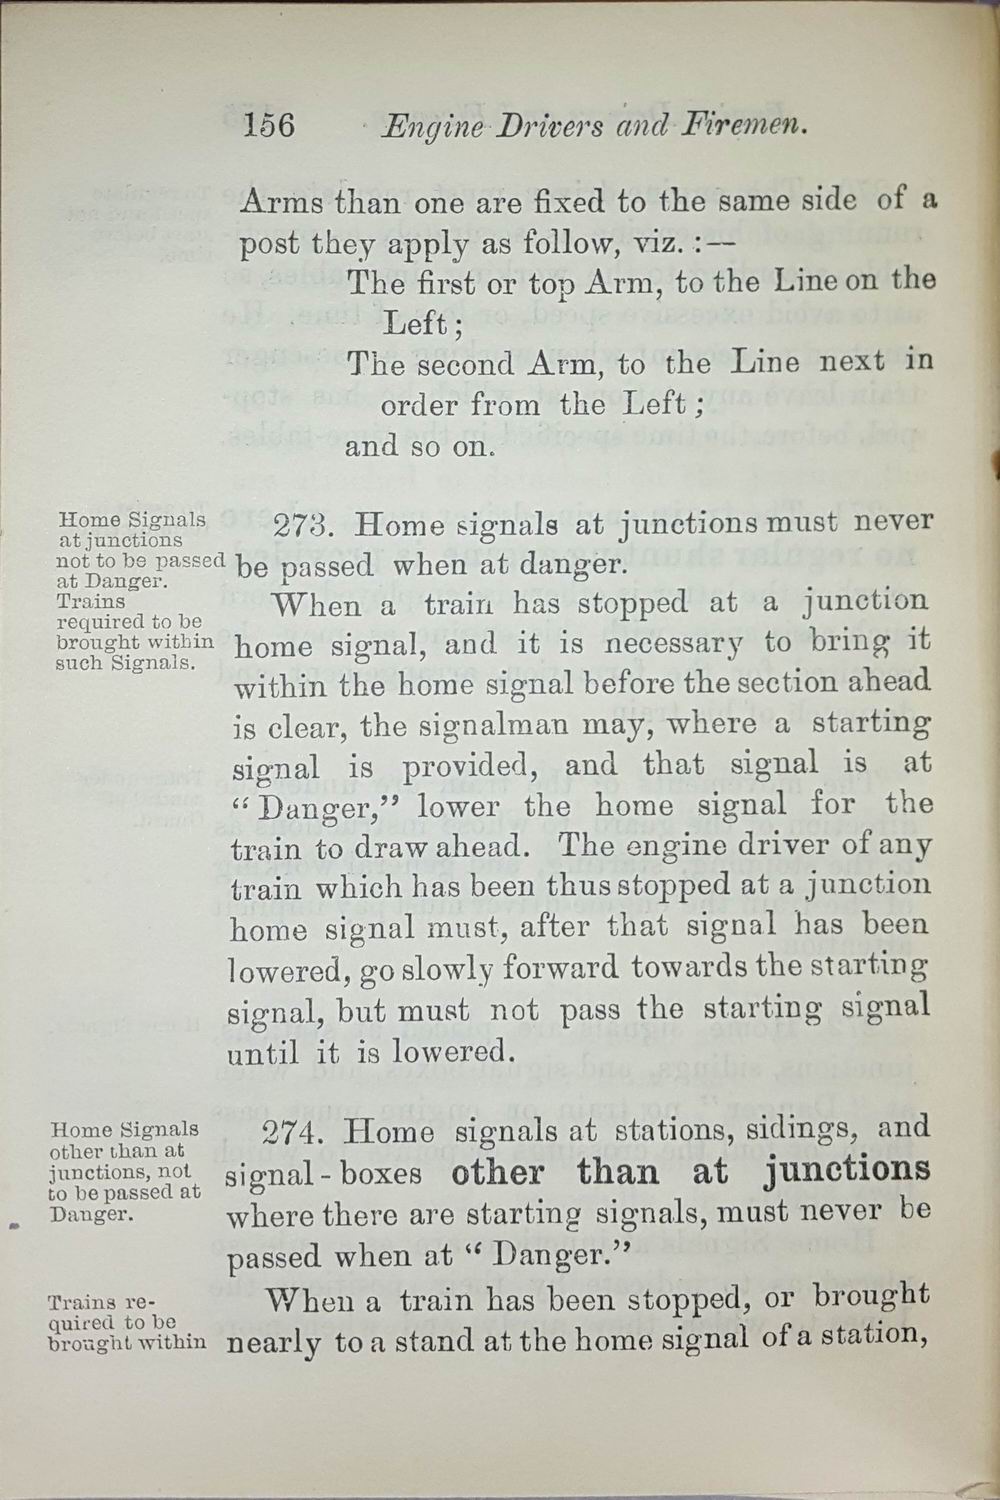 156 Engine Drivers and Firemen.
Arms than one are fixed to the same side of a
post they apply as follow, viz. :—
The first or top Arm, to the Line on the
Left ;
The second Arm, to the Line next in
order from the Left ;
and so on.
Home Signals
at junctions
not to be passed
at Danger.
Trains
required to be
brought within
such Signals.
273. Home signals at junctions must never
be passed when at danger.
When a train has stopped at a junction
home signal, and it is necessary to bring it
within the home signal before the section ahead
is clear, the signalman may, where a starting
signal is provided, and that signal is at
“ Danger,” lower the home signal for the
train to draw ahead. The engine driver of any
train which has been thus stopped at a junction
home signal must, after that signal has been
lowered, go slowly forward towards the starting
signal, but must not pass the starting signal
until it is lowered.
Home Signals
other than at
junctions, not
to be passed at
Danger.
274. Home signals at stations, sidings, and
signal-boxes other than at junctions
where there are starting signals, must never be
passed when at “ Danger.”
Trains re-
quired to be
brought within
When a train has been stopped, or brought
nearly to a stand at the home signal of a station,